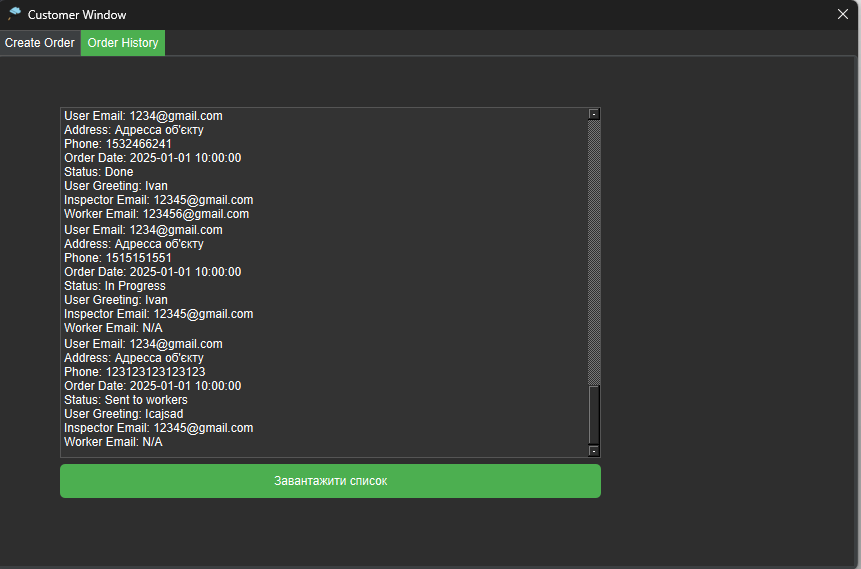 Customer Window
Create Order
Order History
User Email: 1234@gmail.com
Address: Адресса об'єкту
Phone: 1532466241
Order Date: 2025-01-01 10:00:00
Status: Done
User Greeting: Ivan
Inspector Email: 12345@gmail.com
Worker Email: 123456@gmail.com
User Email: 1234@gmail.com
Address: Адресса об'єкту
Phone: 1515151551
Order Date: 2025-01-01 10:00:00
Status: In Progress
User Greeting: Ivan
Inspector Email: 12345@gmail.com
Worker Email: N/A
User Email: 1234@gmail.com
Address: Адресса об'єкту
Phone: 123123123123123
Order Date: 2025-01-01 10:00:00
Status: Sent to workers
User Greeting: Icajsad
Inspector Email: 12345@gmail.com
Worker Email: N/A
Завантажити список